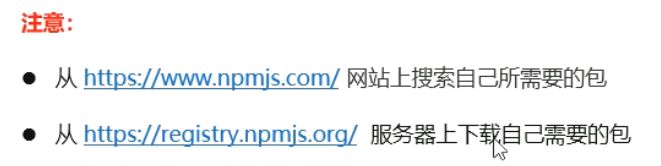 注意：
● 从 https://www.npmjs.com/ 网站上搜索自己所需要的包
● 从 https://registry.npmjs.org/ 服务器上下载自己需要的包